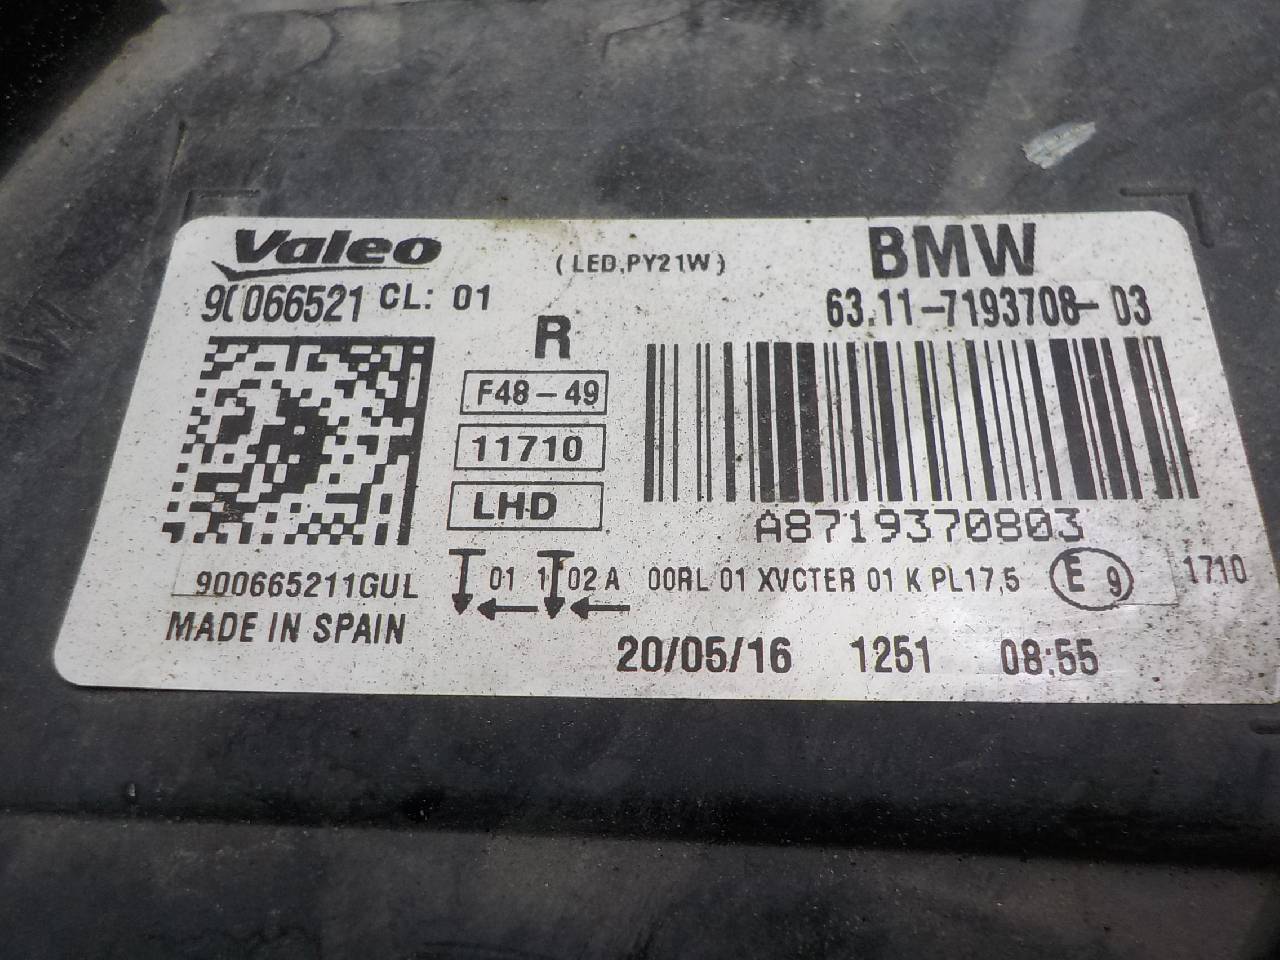 Valeo
(LED,PY21W)
BMW
90066521 CL: 01
63.11-7193708-03
R
F48-49
11710
LHD
A8719370803
900665211GUL
01 1 02 A 00RL 01 XVCTER 01 K PL17,5 E 9 1710
MADE IN SPAIN
20/05/16 1251 08:55